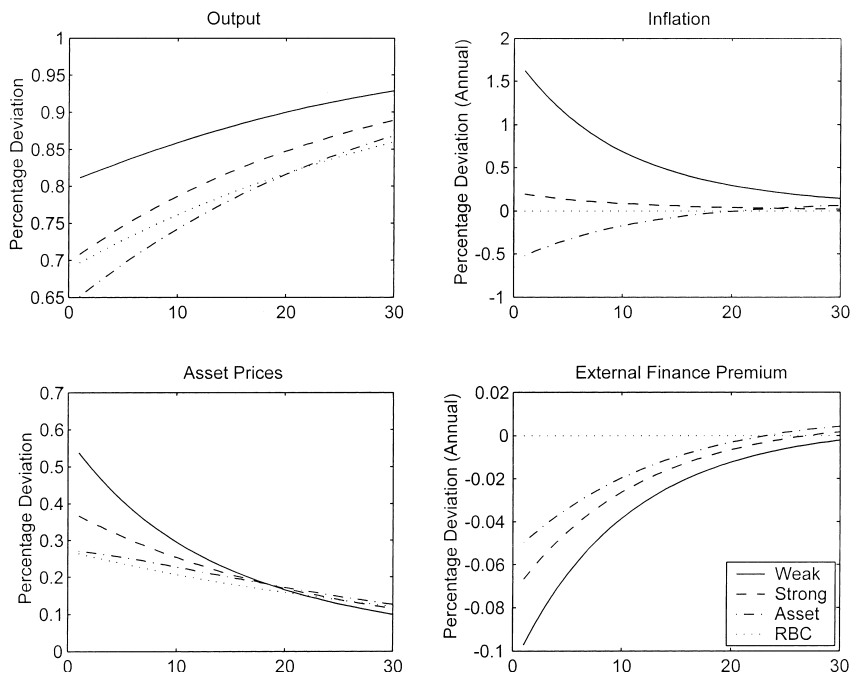 Output
Percentage Deviation
1
0.95
0.9
0.85
0.8
0.75
0.7
0.65
0 10 20 30
Inflation
Percentage Deviation (Annual)
2
1.5
1
0.5
0
-0.5
-1
0 10 20 30
Asset Prices
Percentage Deviation
0.7
0.6
0.5
0.4
0.3
0.2
0.1
0
0 10 20 30
External Finance Premium
Percentage Deviation (Annual)
0.02
0
-0.02
-0.04
-0.06
-0.08
-0.1
0 10 20 30
Weak
Strong
Asset
RBC